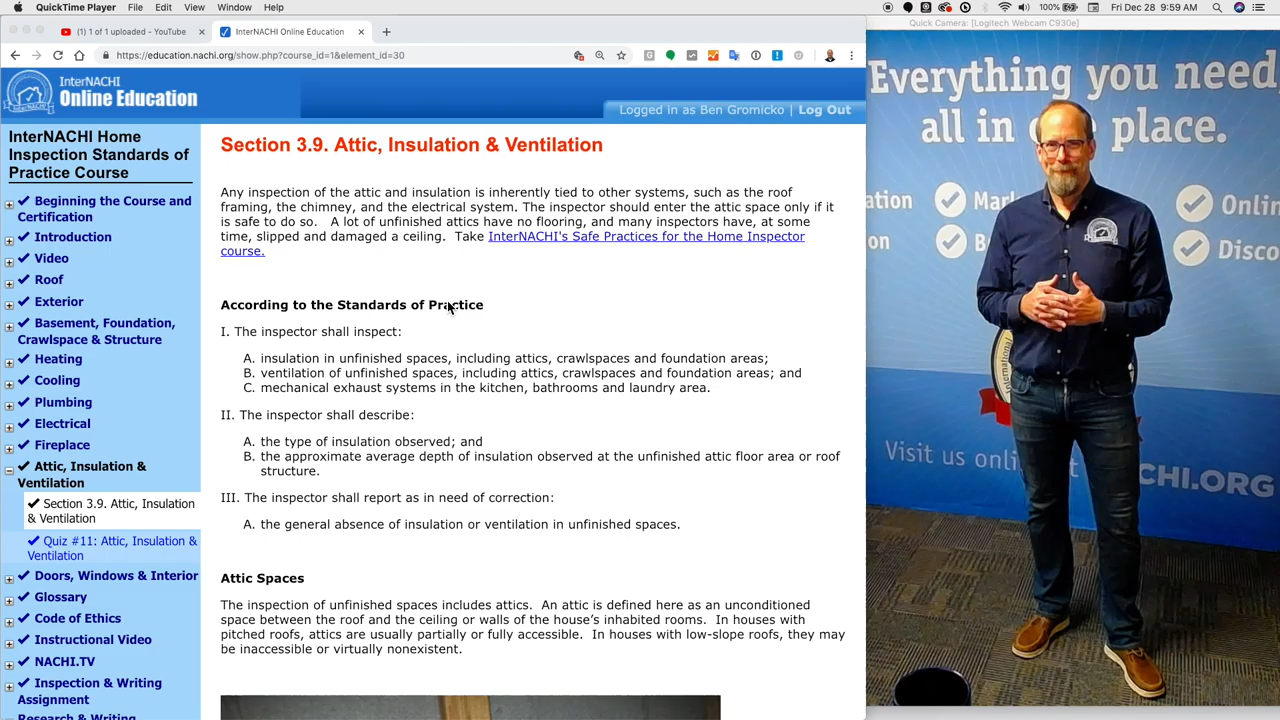 QuickTime Player File Edit View Window Help 100% Fri Dec 28 9:59 AM
Quick Camera: [Logitech Webcam C930e]
(1) 1 of 1 uploaded - YouTube InterNACHI Online Education
https://education.nachi.org/show.php?course_id=1&element_id=30
InterNACHI
Online Education
Logged in as Ben Gromicko | Log Out
InterNACHI Home
Inspection Standards of
Practice Course
Beginning the Course and
Certification
Introduction
Video
Roof
Exterior
Basement, Foundation,
Crawlspace & Structure
Heating
Cooling
Plumbing
Electrical
Fireplace
Attic, Insulation &
Ventilation
Section 3.9. Attic, Insulation
& Ventilation
Quiz #11: Attic, Insulation &
Ventilation
Doors, Windows & Interior
Glossary
Code of Ethics
Instructional Video
NACHI.TV
Inspection & Writing
Assignment
Research & Writing
Section 3.9. Attic, Insulation & Ventilation
Any inspection of the attic and insulation is inherently tied to other systems, such as the roof
framing, the chimney, and the electrical system. The inspector should enter the attic space only if it
is safe to do so. A lot of unfinished attics have no flooring, and many inspectors have, at some
time, slipped and damaged a ceiling. Take InterNACHI's Safe Practices for the Home Inspector
course.
According to the Standards of Practice
I. The inspector shall inspect:
A. insulation in unfinished spaces, including attics, crawlspaces and foundation areas;
B. ventilation of unfinished spaces, including attics, crawlspaces and foundation areas; and
C. mechanical exhaust systems in the kitchen, bathrooms and laundry area.
II. The inspector shall describe:
A. the type of insulation observed; and
B. the approximate average depth of insulation observed at the unfinished attic floor area or roof
structure.
III. The inspector shall report as in need of correction:
A. the general absence of insulation or ventilation in unfinished spaces.
Attic Spaces
The inspection of unfinished spaces includes attics. An attic is defined here as an unconditioned
space between the roof and the ceiling or walls of the house's inhabited rooms. In houses with
pitched roofs, attics are usually partially or fully accessible. In houses with low-slope roofs, they may
be inaccessible or virtually nonexistent.
Everything you need
all in place.
Visit us CHI.ORG